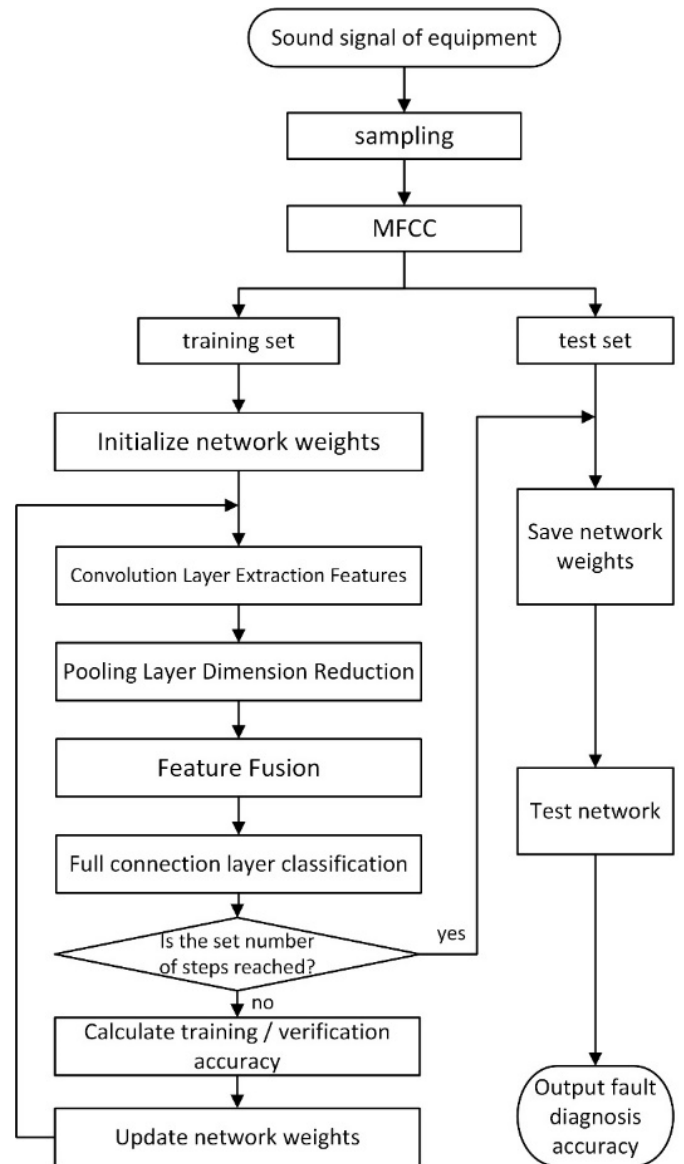 Sound signal of equipment
sampling
MFCC
training set
test set
Initialize network weights
Convolution Layer Extraction Features
Save network
weights
Pooling Layer Dimension Reduction
Feature Fusion
Test network
Full connection layer classification
Is the set number
of steps reached?
yes
no
Calculate training / verification
accuracy
Update network weights
Output fault
diagnosis
accuracy